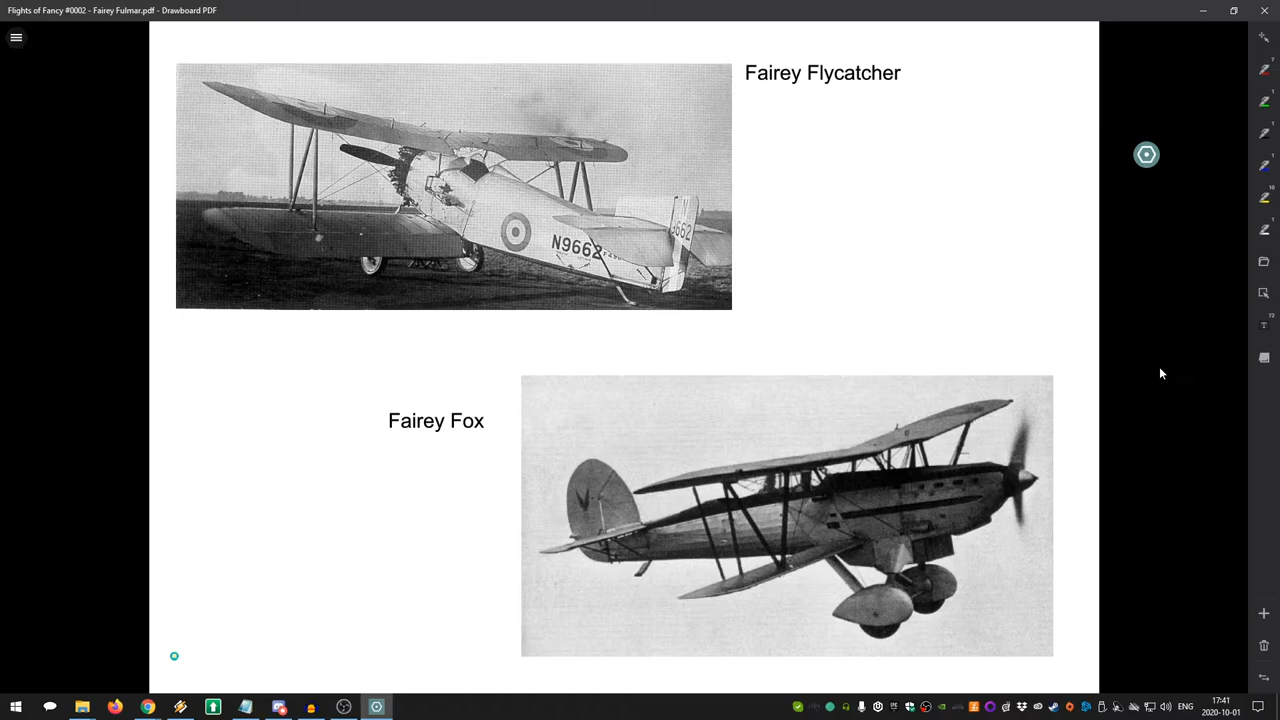 Flights of Fancy #0002 - Fairey Fulmar.pdf - Drawboard PDF
Fairey Flycatcher
N9662
Fairey Fox
ENG
17:41
2020-10-01